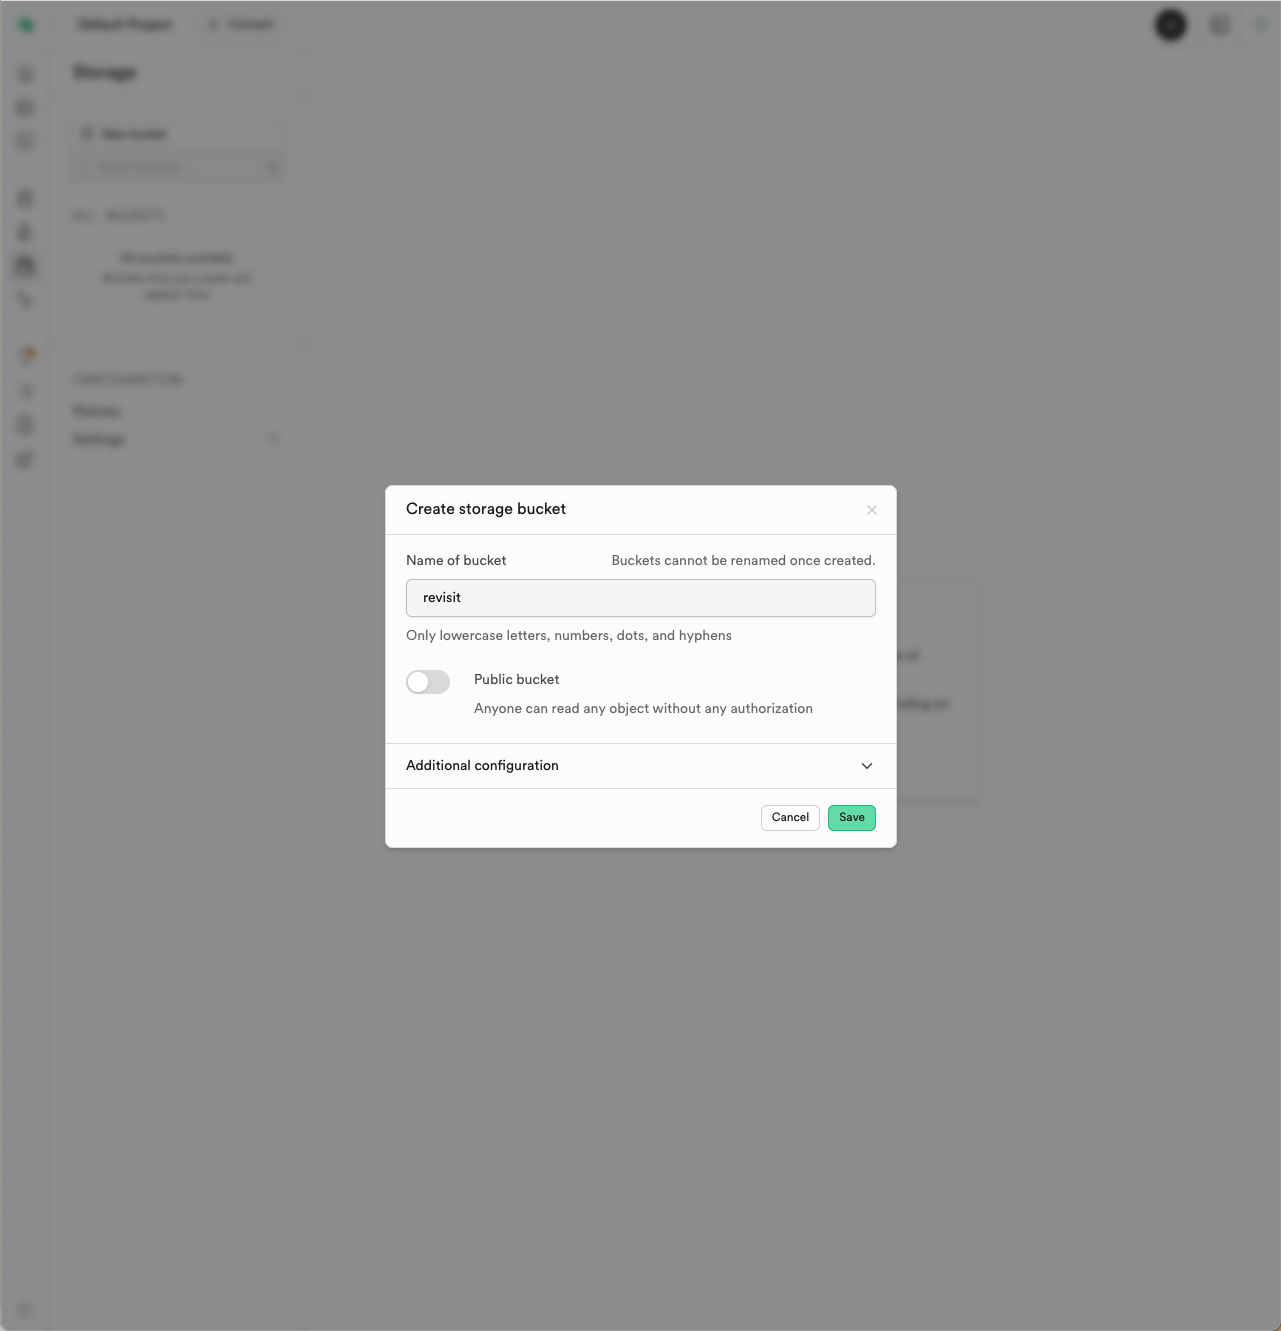 Default Project
Connect
Storage
New bucket
ALL BUCKETS
No buckets available
Buckets that you create will
appear here
CONFIGURATION
Policies
Settings
Create storage bucket
Name of bucket Buckets cannot be renamed once created.
revisit
Only lowercase letters, numbers, dots, and hyphens
Public bucket
Anyone can read any object without any authorization
Additional configuration
Cancel Save